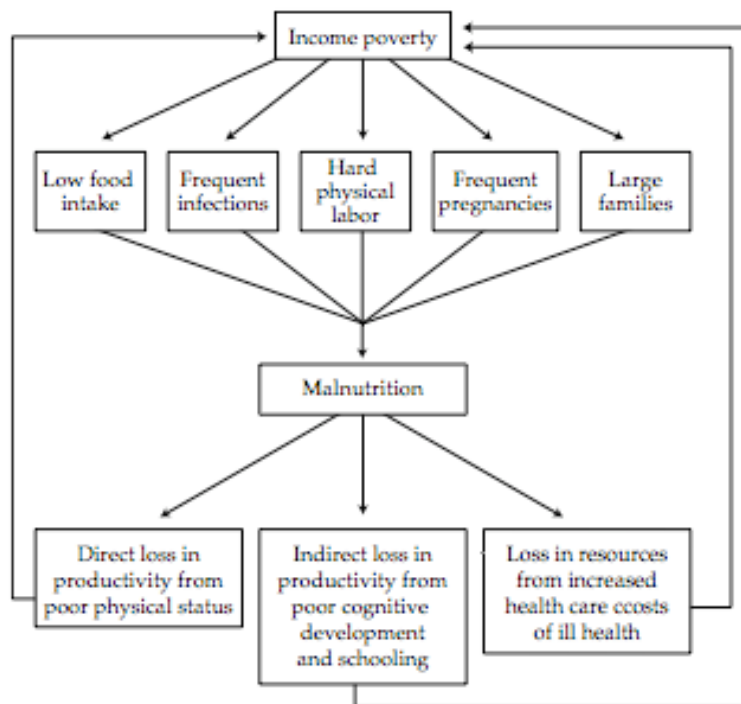 Income poverty
Low food
intake
Frequent
infections
Hard
physical
labor
Frequent
pregnancies
Large
families
Malnutrition
Direct loss in
productivity from
poor physical status
Indirect loss in
productivity from
poor cognitive
development
and schooling
Loss in resources
from increased
health care ccosts
of ill health